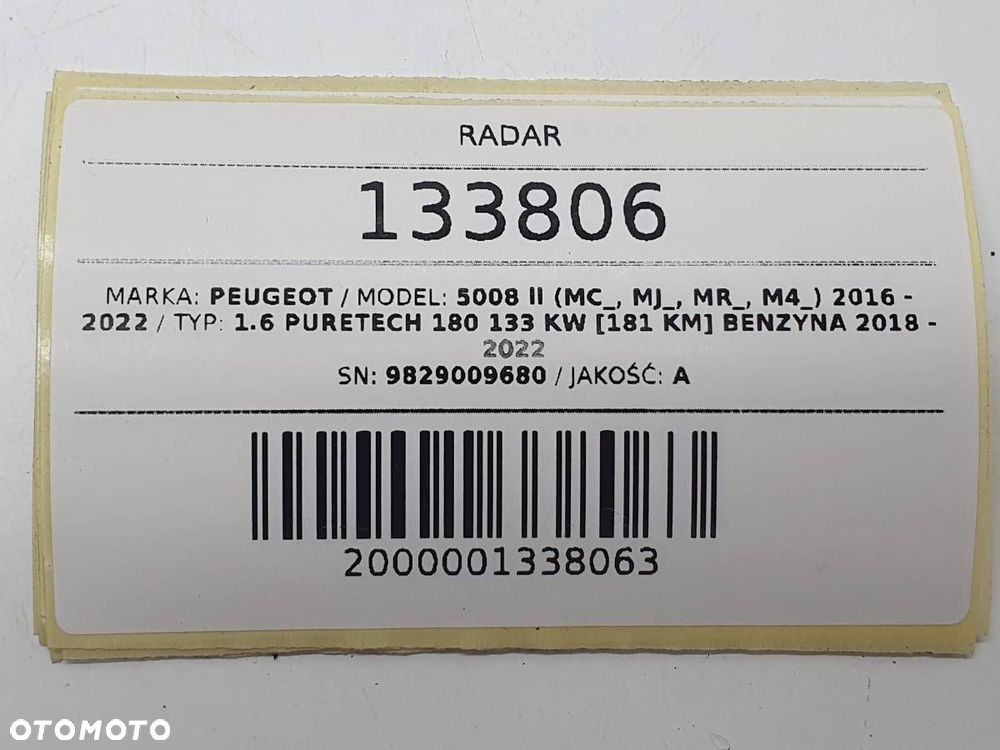 RADAR
133806
MARKA: PEUGEOT / MODEL: 5008 II (MC_, MJ_, MR_, M4_) 2016 -
2022 / TYP: 1.6 PURETECH 180 133 KW [181 KM] BENZYNA 2018 -
2022
SN: 9829009680 / JAKOŚĆ: A
2000001338063
OTOMOTO